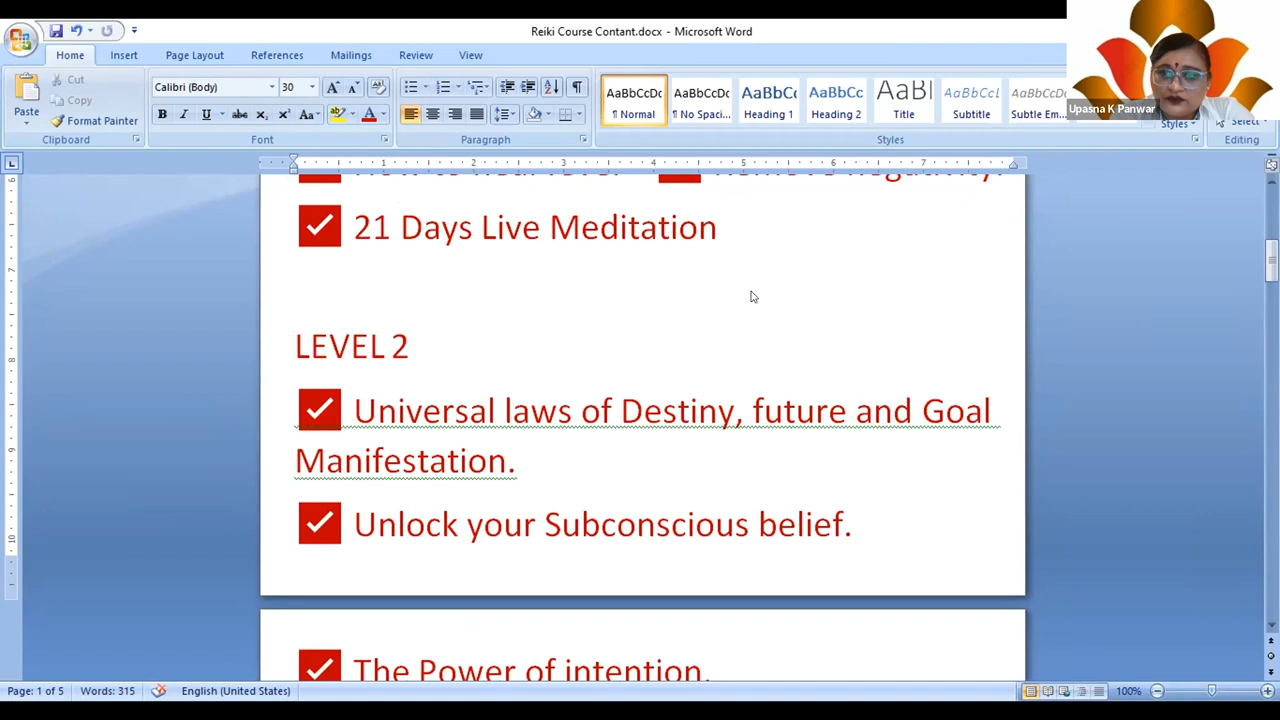 Reiki Course Contant.docx - Microsoft Word
Home Insert Page Layout References Mailings Review View
Upasna K Panwar
Paste
Cut
Copy
Format Painter
Calibri (Body) 30
AaBbCcDc AaBbCcDc AaBbCc AaBbCc AaBb AaBbCcL AaBbCcDc
¶ Normal ¶ No Spaci... Heading 1 Heading 2 Title Subtitle Subtle Em...
Styles
Select
Clipboard Font Paragraph Styles Editing
21 Days Live Meditation
LEVEL 2
Universal laws of Destiny, future and Goal
Manifestation.
Unlock your Subconscious belief.
The Power of intention.
Page: 1 of 5 Words: 315 English (United States) 100%